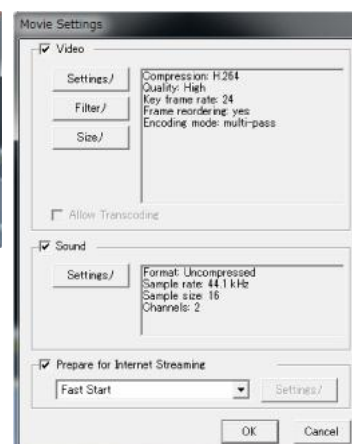 Movie Settings
Video
Settings/
Filter/
Size/
Compression: H.264
Quality: High
Key frame rate: 24
Frame reordering: yes
Encoding mode: multi-pass
Allow Transcoding
Sound
Settings/
Format: Uncompressed
Sample rate: 44.1 kHz
Sample size: 16
Channels: 2
Prepare for Internet Streaming
Fast Start
Settings/
OK
Cancel